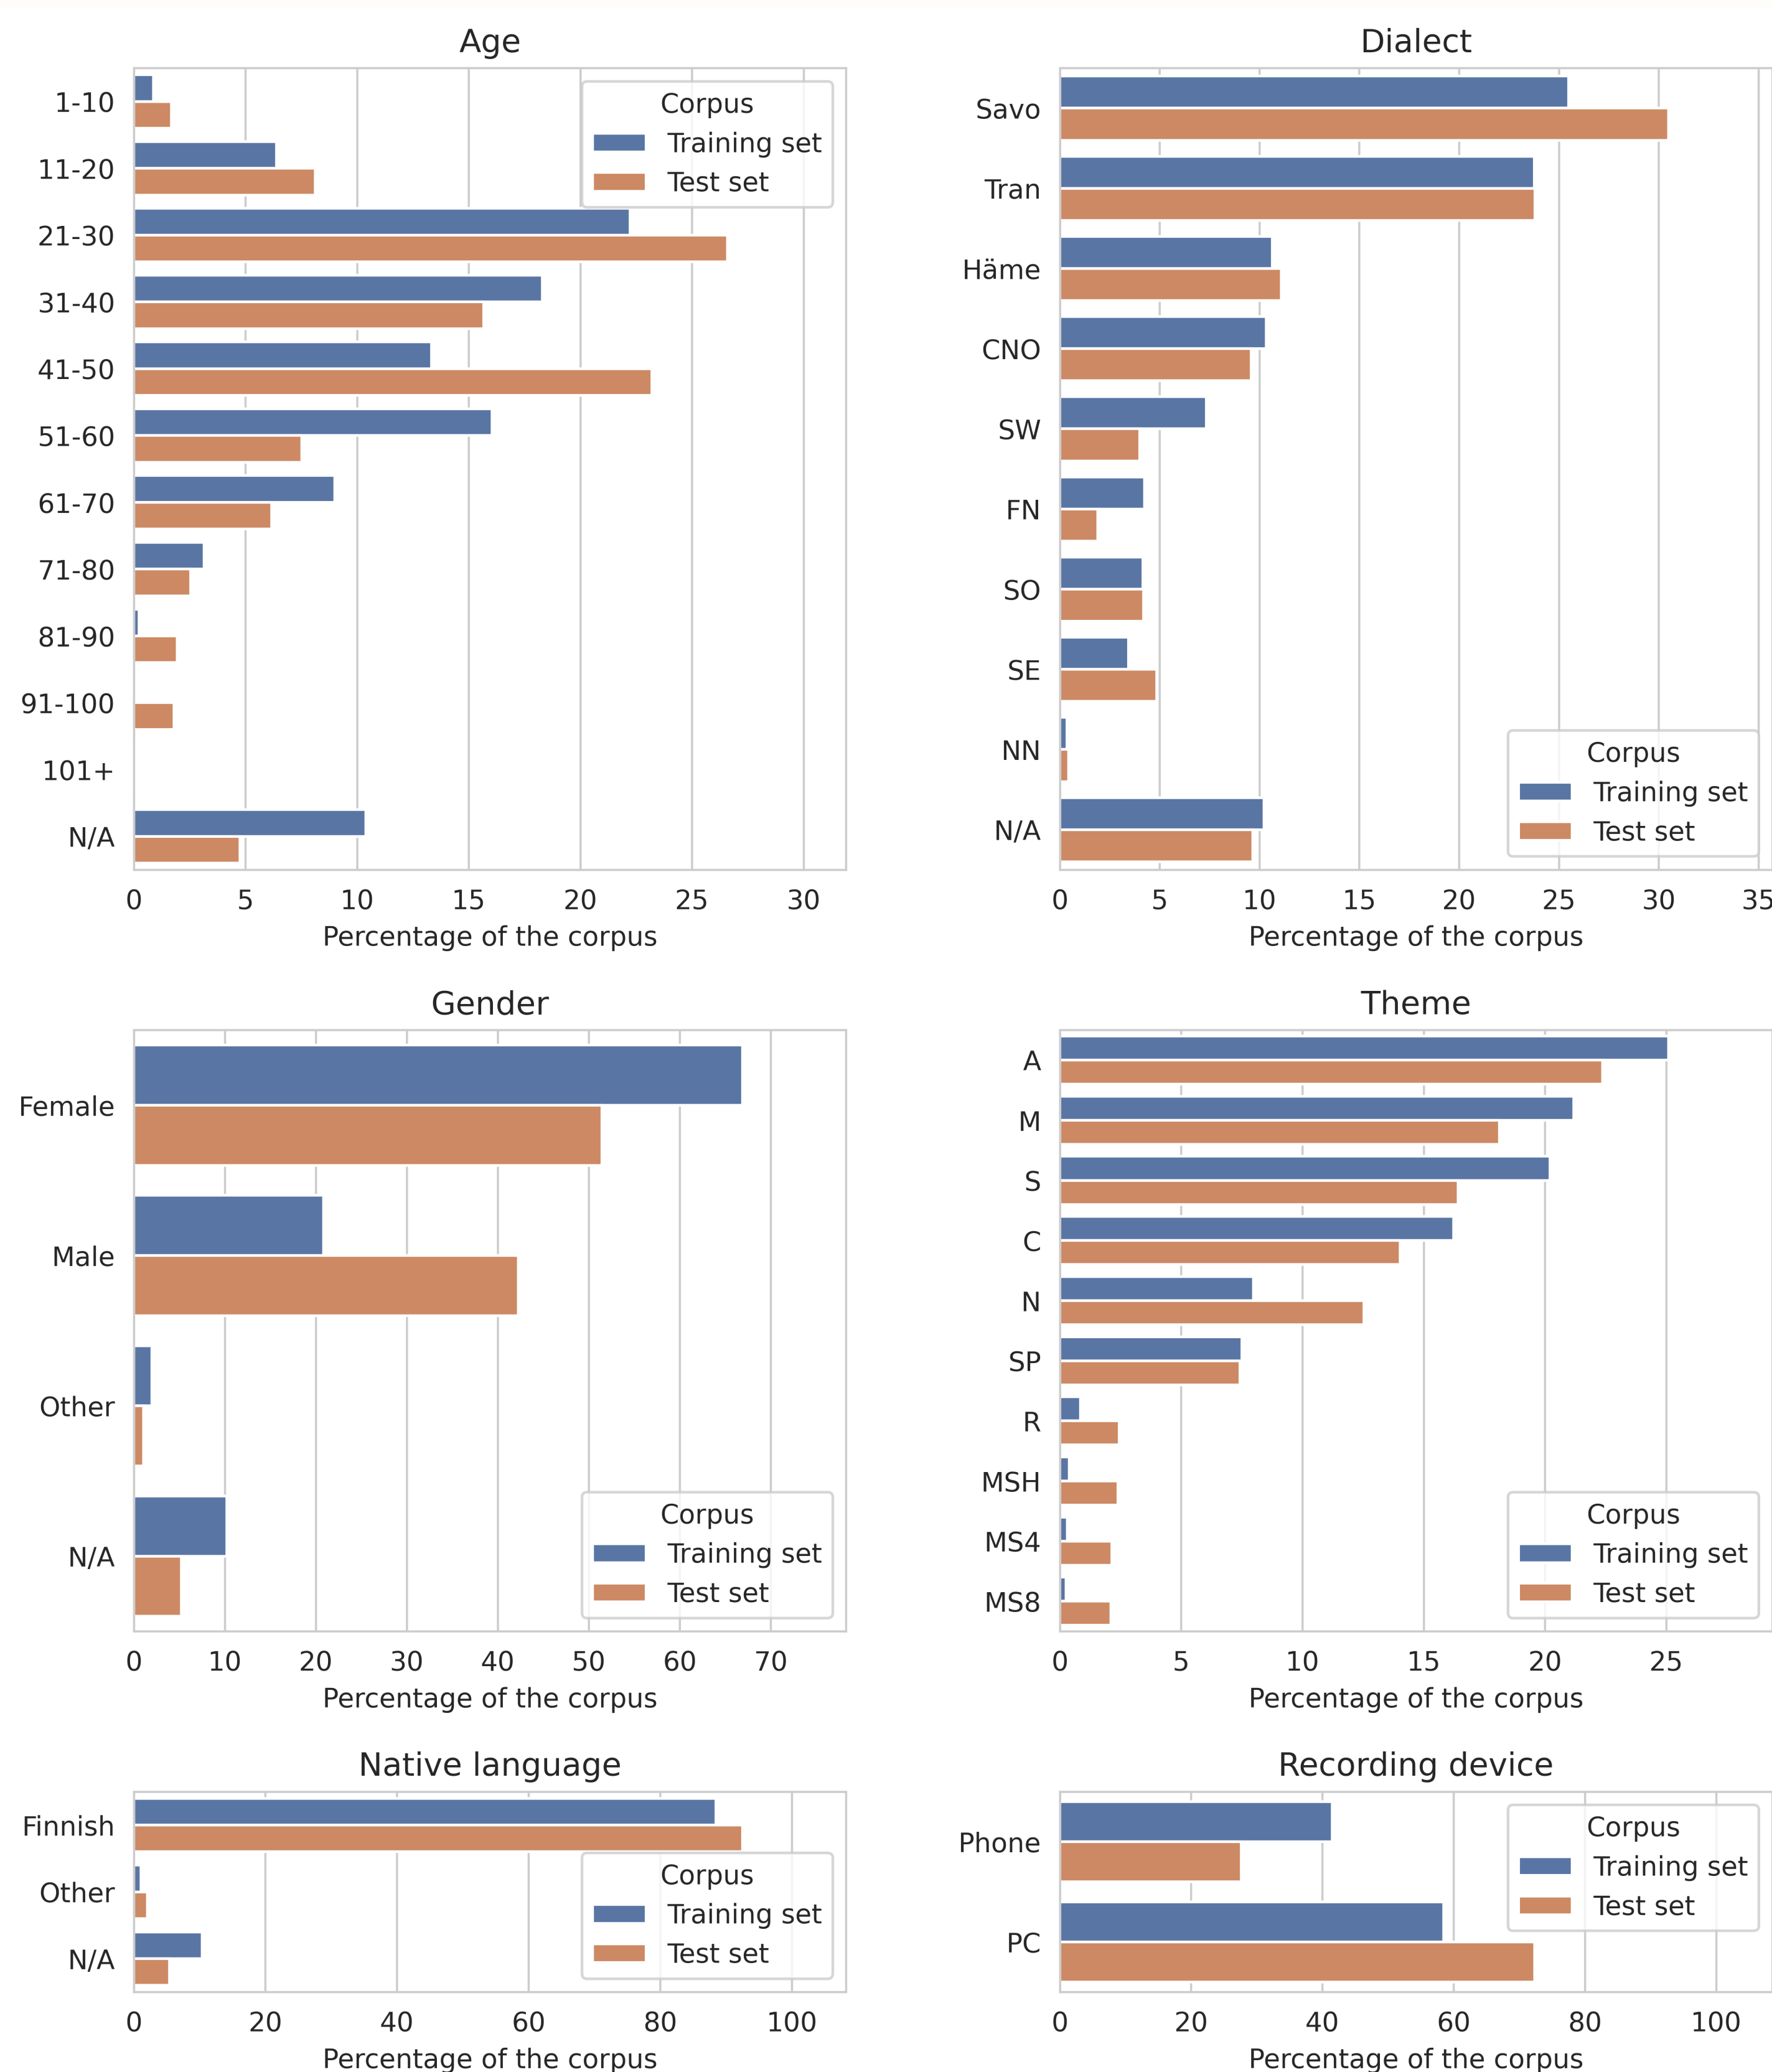 Age
1-10
11-20
21-30
31-40
41-50
51-60
61-70
71-80
81-90
91-100
101+
N/A
Corpus
Training set
Test set
0 5 10 15 20 25 30
Percentage of the corpus
Dialect
Savo
Tran
Häme
CNO
SW
FN
SO
SE
NN
N/A
Corpus
Training set
Test set
0 5 10 15 20 25 30 35
Percentage of the corpus
Gender
Female
Male
Other
N/A
Corpus
Training set
Test set
0 10 20 30 40 50 60 70
Percentage of the corpus
Theme
A
M
S
C
N
SP
R
MSH
MS4
MS8
Corpus
Training set
Test set
0 5 10 15 20 25
Percentage of the corpus
Native language
Finnish
Other
N/A
Corpus
Training set
Test set
0 20 40 60 80 100
Percentage of the corpus
Recording device
Phone
PC
Corpus
Training set
Test set
0 20 40 60 80 100
Percentage of the corpus